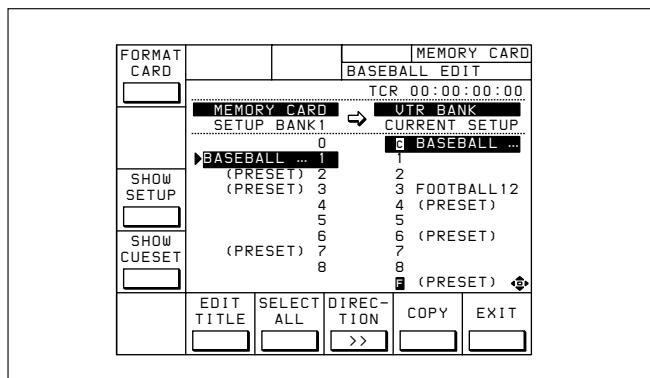 FORMAT
CARD
MEMORY CARD
BASEBALL EDIT
TCR 00:00:00:00
MEMORY CARD
SETUP BANK1
VTR BANK
CURRENT SETUP
0
C BASEBALL …
BASEBALL … 1
1
(PRESET) 2
2
(PRESET) 3
3 FOOTBALL12
4
4 (PRESET)
5
5
6
6 (PRESET)
(PRESET) 7
7
8
8
F (PRESET)
SHOW
SETUP
SHOW
CUESET
EDIT
TITLE
SELECT
ALL
DIREC-
TION
>>
COPY
EXIT